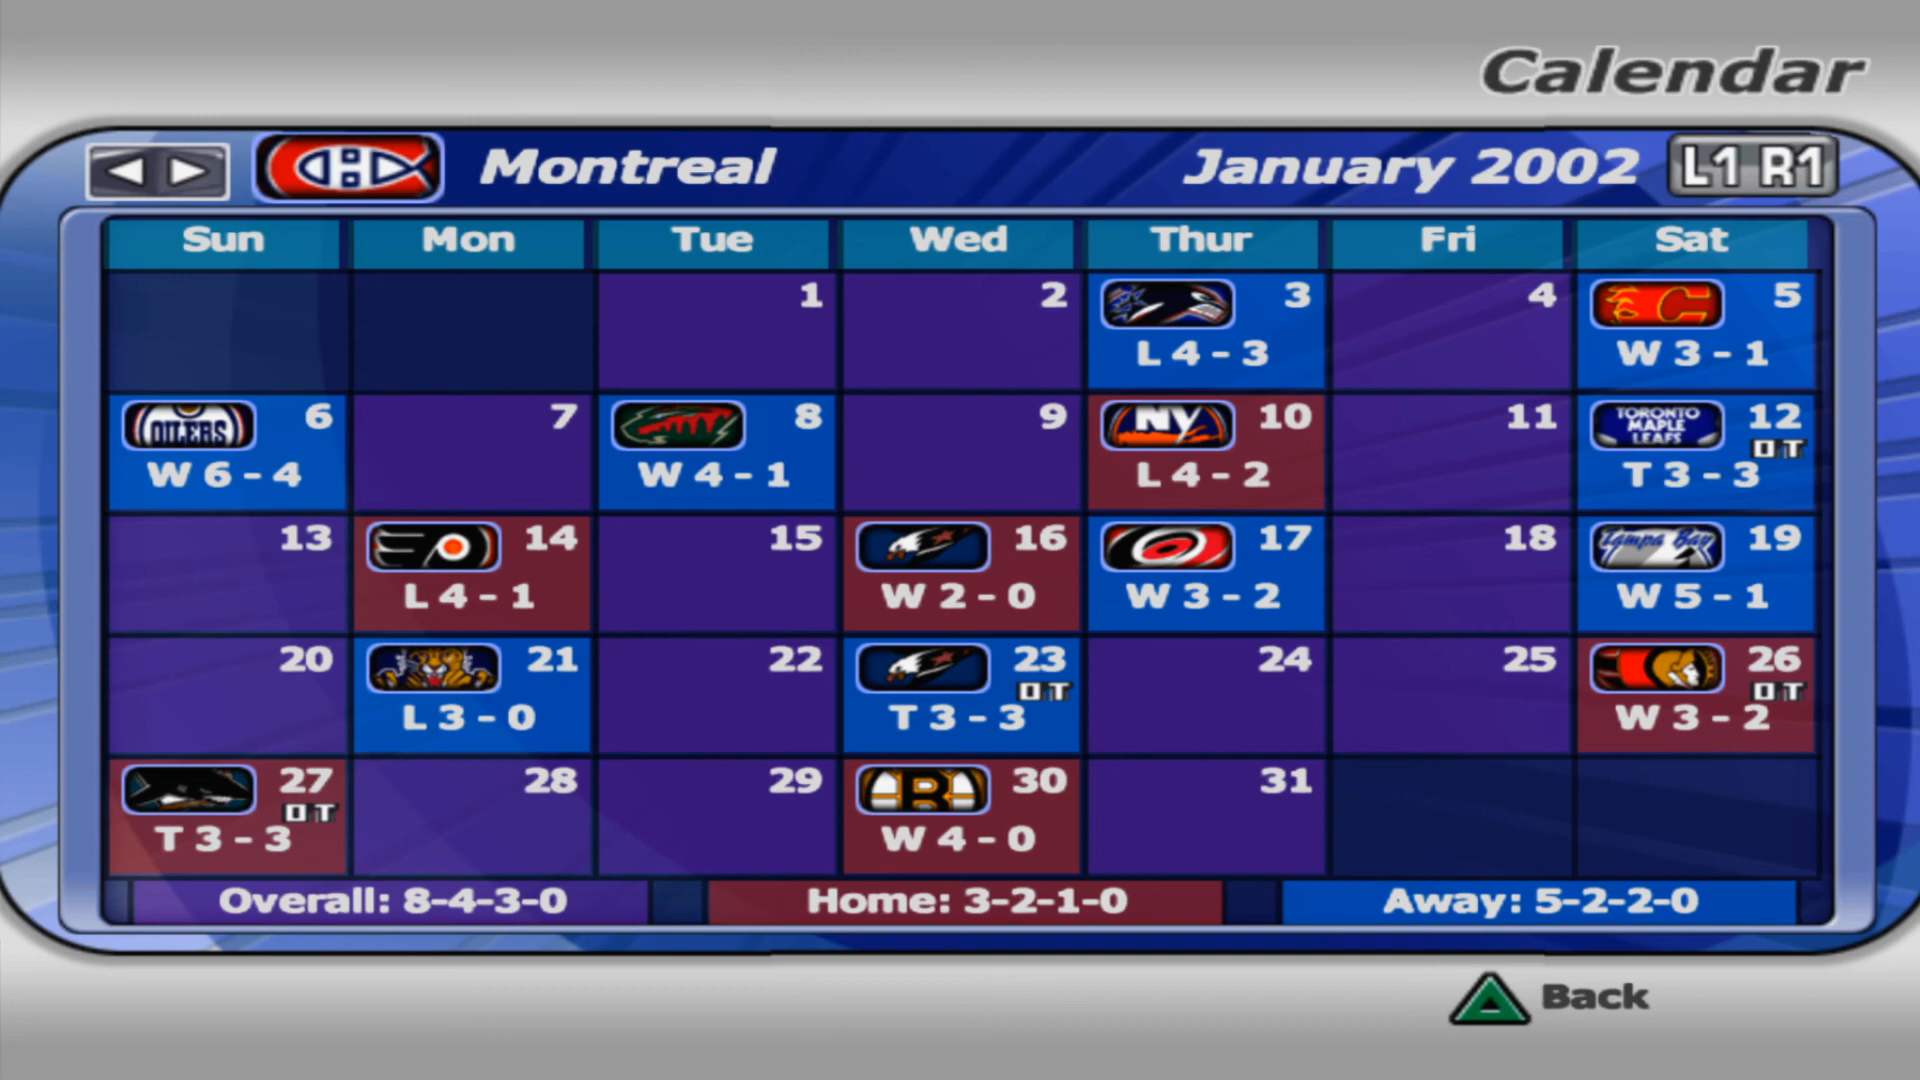 Calendar
Montreal January 2002 L1 R1
Sun Mon Tue Wed Thur Fri Sat
1 2 3 4 5
L 4 - 3 W 3 - 1
OILERS 6 7 8 9 NY 10 11 TORONTO MAPLE LEAFS 12
OT
W 6 - 4 W 4 - 1 L 4 - 2 T 3 - 3
13 14 15 16 17 18 Tampa Bay 19
L 4 - 1 W 2 - 0 W 3 - 2 W 5 - 1
20 21 22 23 24 25 26
OT OT
L 3 - 0 T 3 - 3 W 3 - 2
27 28 29 B 30 31
OT
T 3 - 3 W 4 - 0
Overall: 8-4-3-0 Home: 3-2-1-0 Away: 5-2-2-0
Back